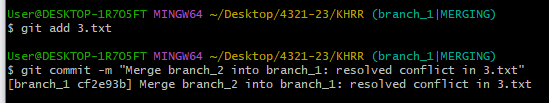 User@DESKTOP-1R7O5FT MINGW64 ~/Desktop/4321-23/KHRR (branch_1|MERGING)
$ git add 3.txt
User@DESKTOP-1R7O5FT MINGW64 ~/Desktop/4321-23/KHRR (branch_1|MERGING)
$ git commit -m "Merge branch_2 into branch_1: resolved conflict in 3.txt"
[branch_1 cf2e93b] Merge branch_2 into branch_1: resolved conflict in 3.txt